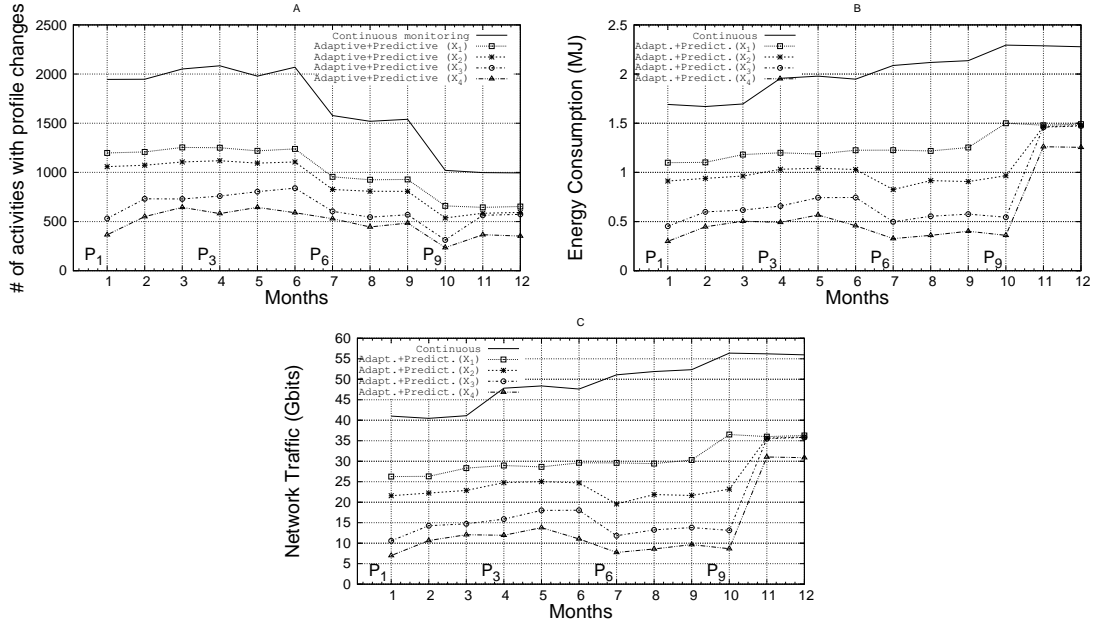 A
# of activities with profile changes
2500
2000
1500
1000
500
0
Continuous monitoring
Adaptive+Predictive (X1)
Adaptive+Predictive (X2)
Adaptive+Predictive (X3)
Adaptive+Predictive (X4)
P1 P3 P6 P9
1 2 3 4 5 6 7 8 9 10 11 12
Months
B
Energy Consumption (MJ)
2.5
2
1.5
1
0.5
0
Continuous
Adapt.+Predict.(X1)
Adapt.+Predict.(X2)
Adapt.+Predict.(X3)
Adapt.+Predict.(X4)
P1 P3 P6 P9
1 2 3 4 5 6 7 8 9 10 11 12
Months
C
Network Traffic (Gbits)
60
55
50
45
40
35
30
25
20
15
10
5
0
Continuous
Adapt.+Predict.(X1)
Adapt.+Predict.(X2)
Adapt.+Predict.(X3)
Adapt.+Predict.(X4)
P1 P3 P6 P9
1 2 3 4 5 6 7 8 9 10 11 12
Months